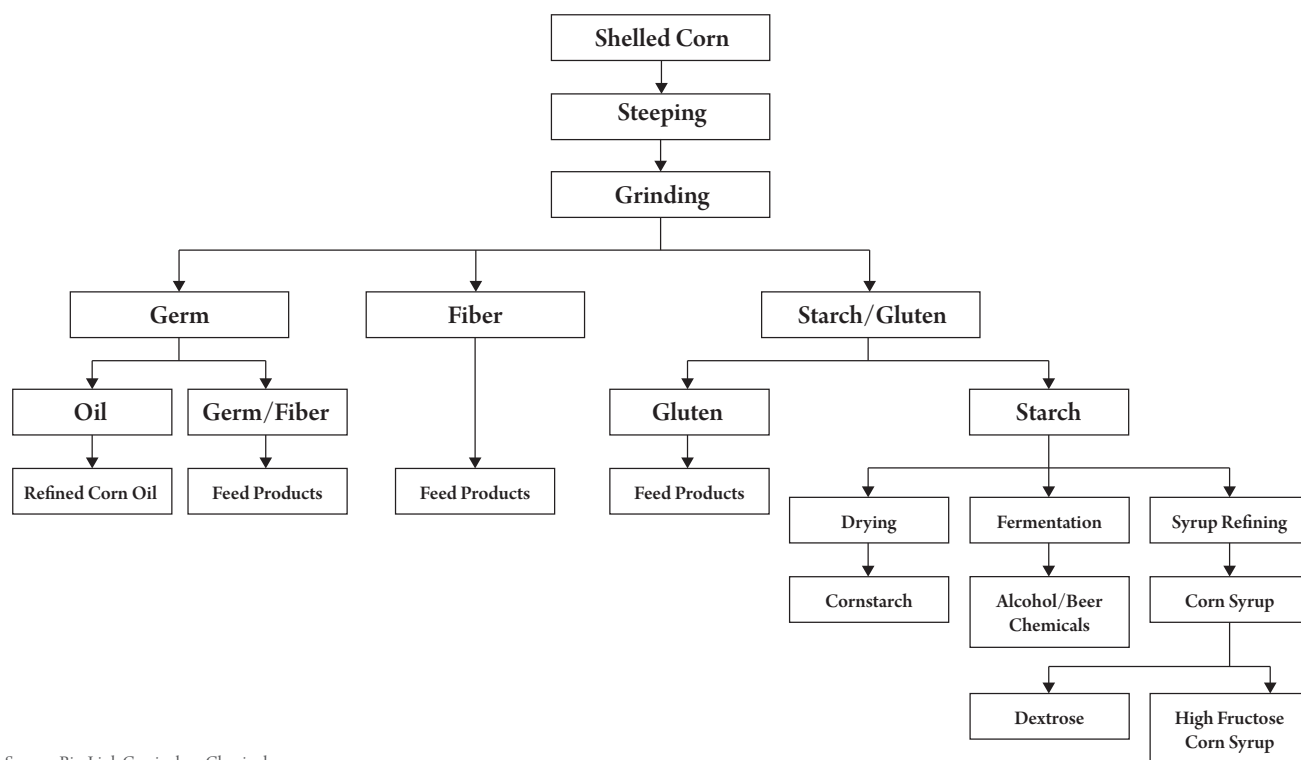 Shelled Corn
Steeping
Grinding
Germ
Fiber
Starch/Gluten
Oil
Germ/Fiber
Gluten
Starch
Refined Corn Oil
Feed Products
Feed Products
Feed Products
Drying
Fermentation
Syrup Refining
Cornstarch
Alcohol/Beer
Chemicals
Corn Syrup
Dextrose
High Fructose
Corn Syrup